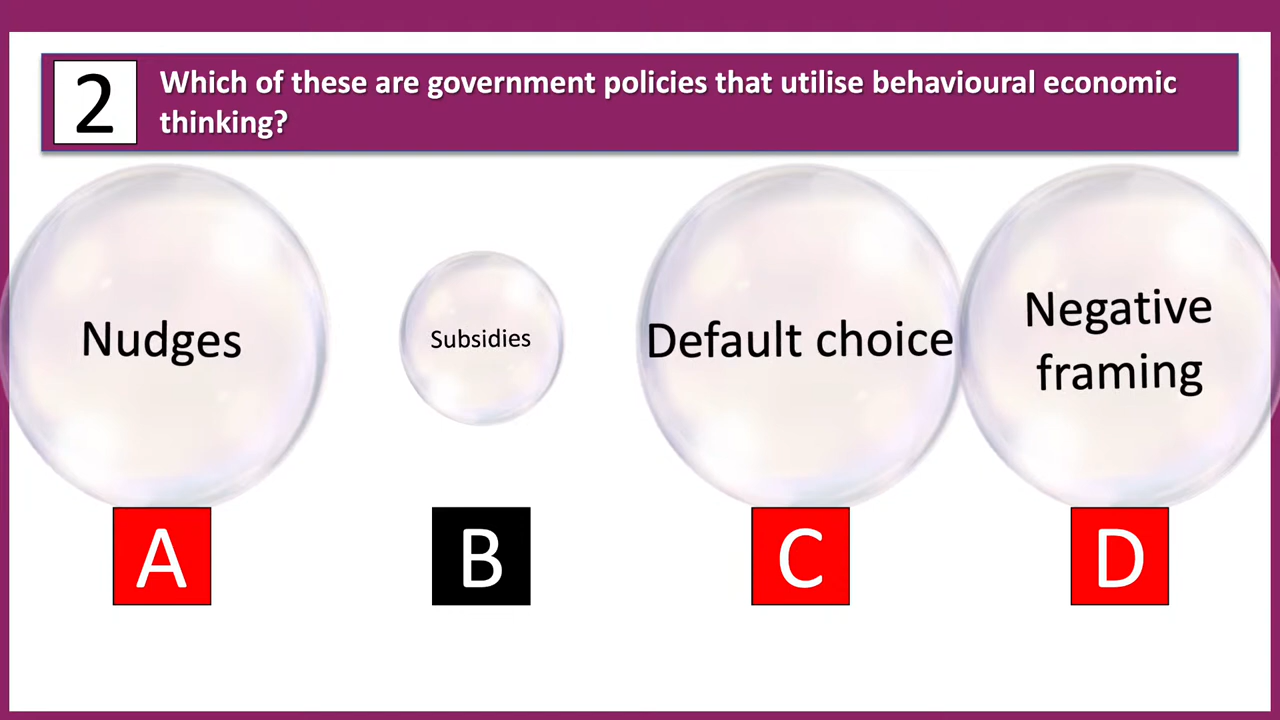 2
Which of these are government policies that utilise behavioural economic
thinking?
Nudges
Subsidies
Default choice
Negative
framing
A
B
C
D